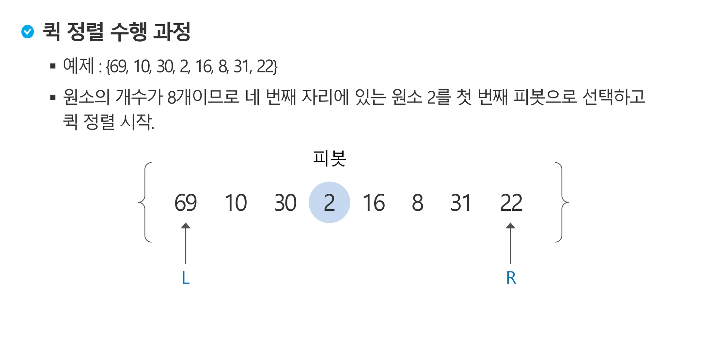 퀵 정렬 수행 과정
예제 : {69, 10, 30, 2, 16, 8, 31, 22}
원소의 개수가 8개이므로 네 번째 자리에 있는 원소 2를 첫 번째 피봇으로 선택하고
퀵 정렬 시작.
피봇
{ 69 10 30 2 16 8 31 22 }
L R